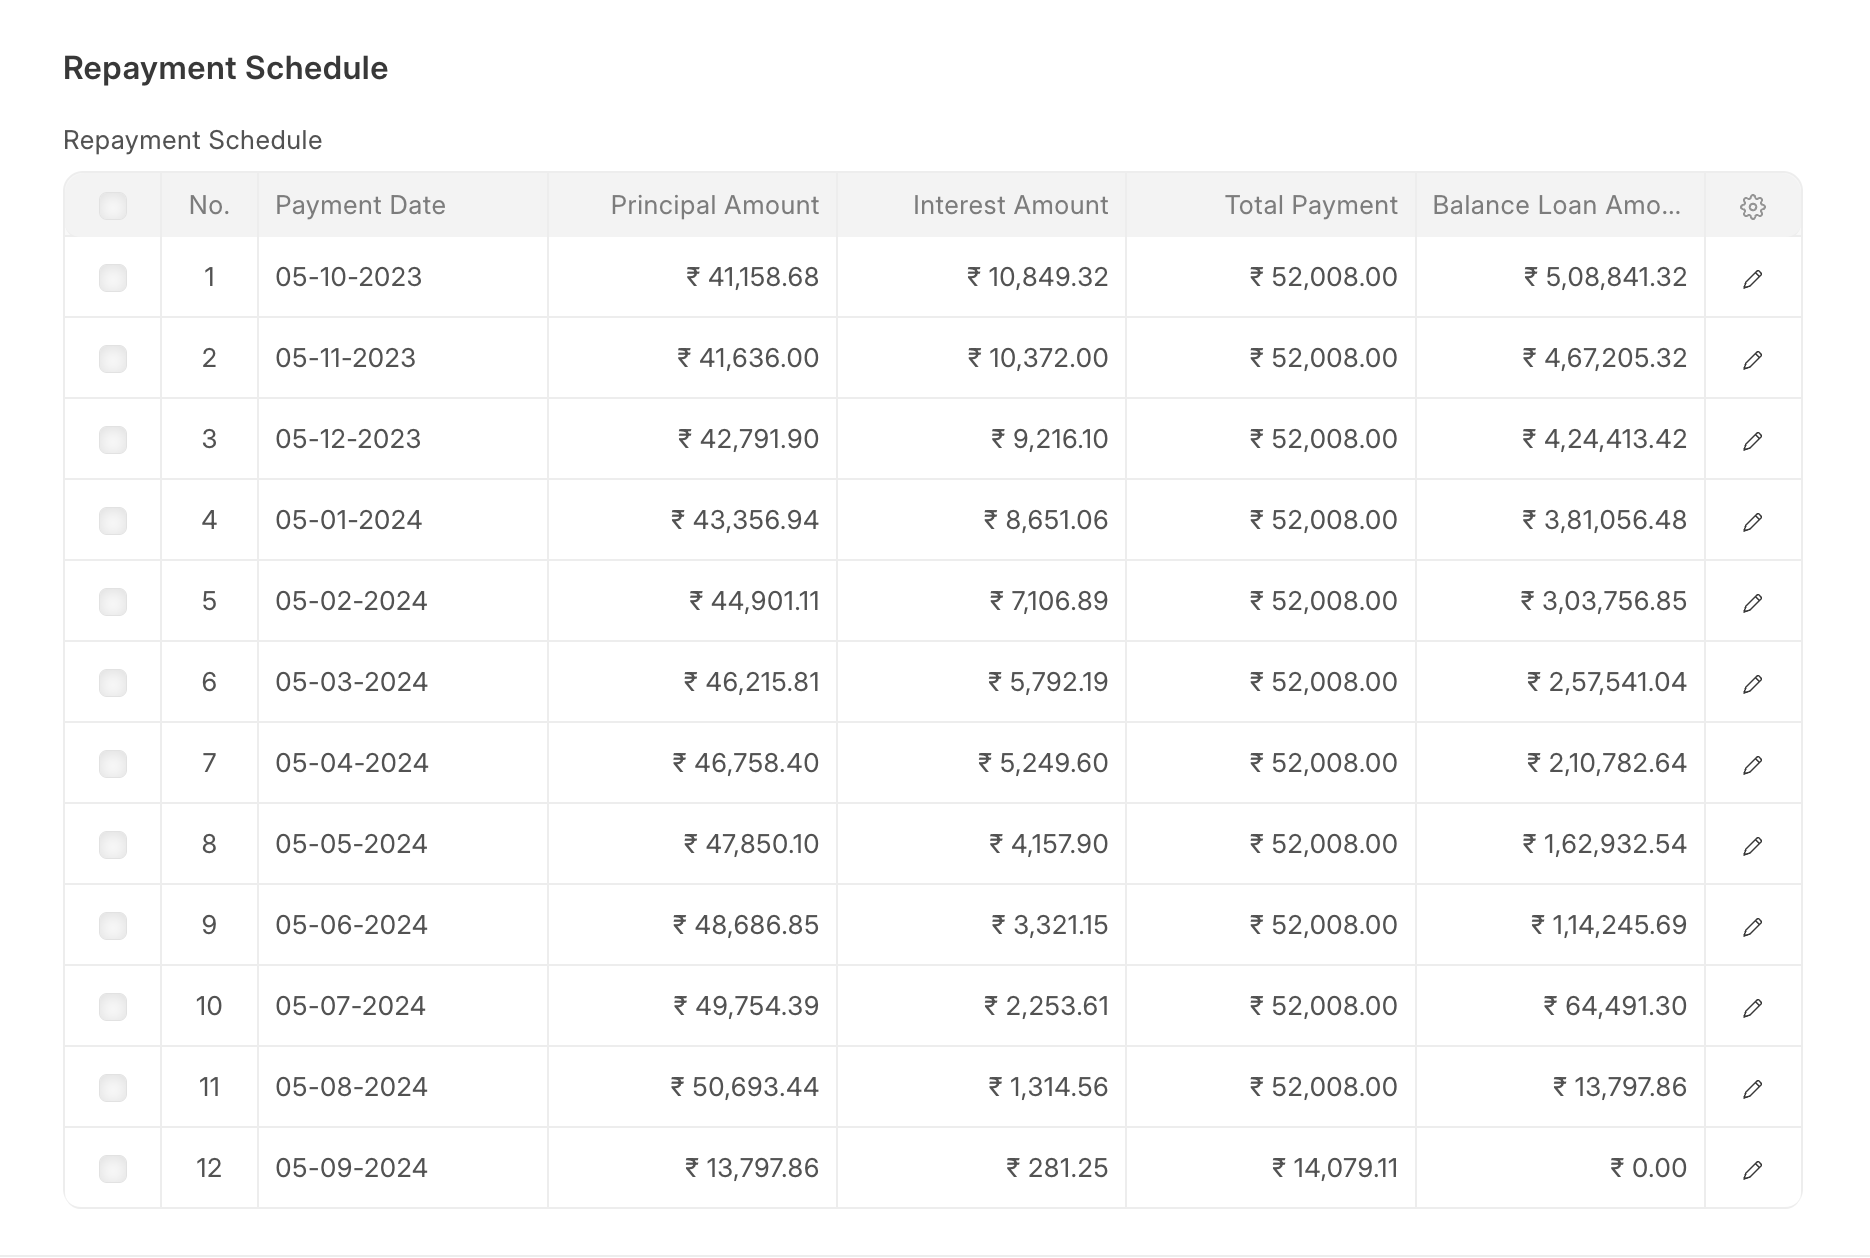 Repayment Schedule
Repayment Schedule
No. Payment Date Principal Amount Interest Amount Total Payment Balance Loan Amo...
1 05-10-2023 ₹ 41,158.68 ₹ 10,849.32 ₹ 52,008.00 ₹ 5,08,841.32
2 05-11-2023 ₹ 41,636.00 ₹ 10,372.00 ₹ 52,008.00 ₹ 4,67,205.32
3 05-12-2023 ₹ 42,791.90 ₹ 9,216.10 ₹ 52,008.00 ₹ 4,24,413.42
4 05-01-2024 ₹ 43,356.94 ₹ 8,651.06 ₹ 52,008.00 ₹ 3,81,056.48
5 05-02-2024 ₹ 44,901.11 ₹ 7,106.89 ₹ 52,008.00 ₹ 3,03,756.85
6 05-03-2024 ₹ 46,215.81 ₹ 5,792.19 ₹ 52,008.00 ₹ 2,57,541.04
7 05-04-2024 ₹ 46,758.40 ₹ 5,249.60 ₹ 52,008.00 ₹ 2,10,782.64
8 05-05-2024 ₹ 47,850.10 ₹ 4,157.90 ₹ 52,008.00 ₹ 1,62,932.54
9 05-06-2024 ₹ 48,686.85 ₹ 3,321.15 ₹ 52,008.00 ₹ 1,14,245.69
10 05-07-2024 ₹ 49,754.39 ₹ 2,253.61 ₹ 52,008.00 ₹ 64,491.30
11 05-08-2024 ₹ 50,693.44 ₹ 1,314.56 ₹ 52,008.00 ₹ 13,797.86
12 05-09-2024 ₹ 13,797.86 ₹ 281.25 ₹ 14,079.11 ₹ 0.00